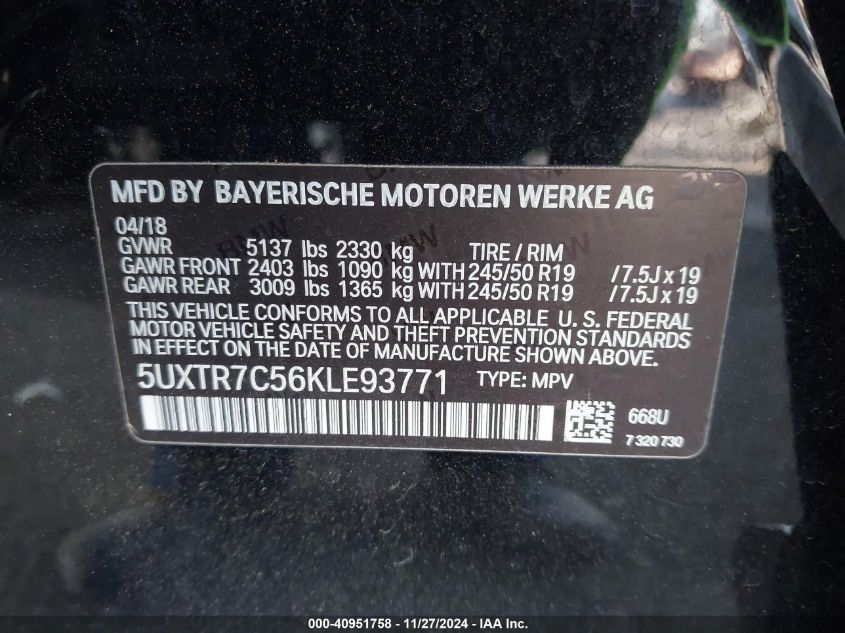 MFD BY BAYERISCHE MOTOREN WERKE AG
04/18
GVWR 5137 lbs 2330 kg TIRE / RIM
GAWR FRONT 2403 lbs 1090 kg WITH 245/50 R19 / 7.5J x 19
GAWR REAR 3009 lbs 1365 kg WITH 245/50 R19 / 7.5J x 19
THIS VEHICLE CONFORMS TO ALL APPLICABLE U. S. FEDERAL
MOTOR VEHICLE SAFETY AND THEFT PREVENTION STANDARDS
IN EFFECT ON THE DATE OF MANUFACTURE SHOWN ABOVE.
5UXTR7C56KLE93771 TYPE: MPV
668U
7 320 730
000-40951758 - 11/27/2024 - IAA Inc.